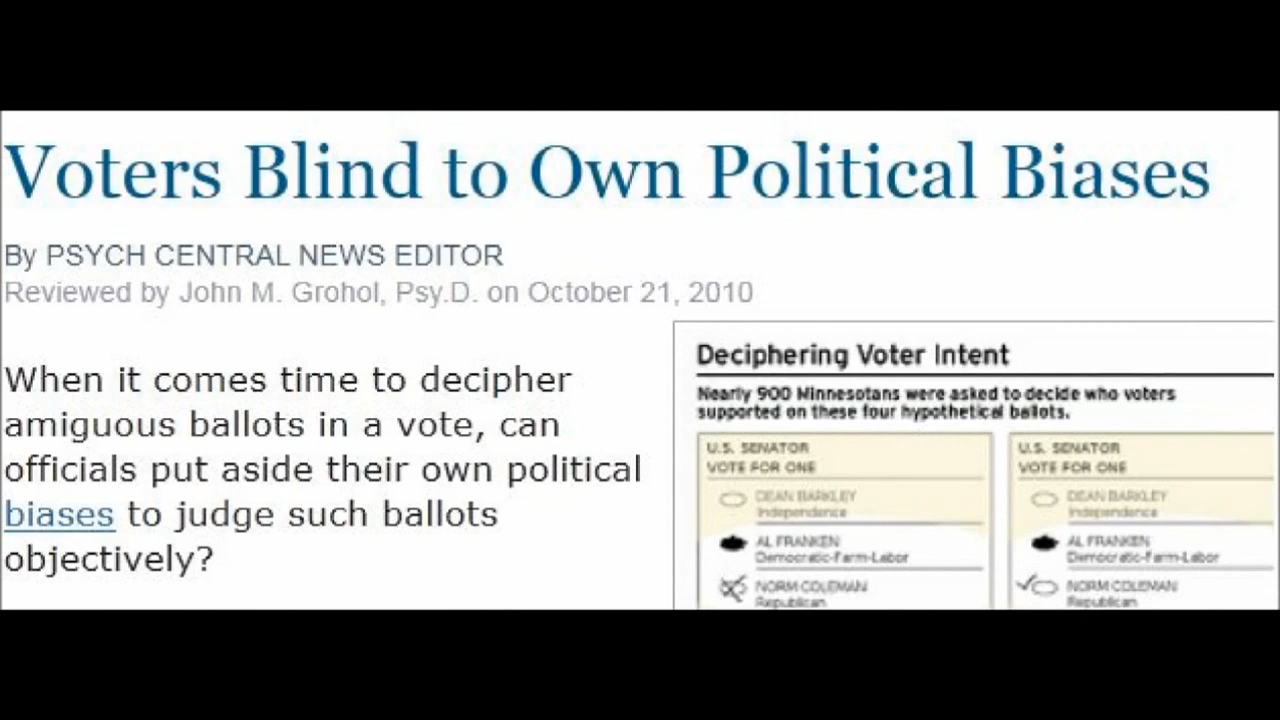 Voters Blind to Own Political Biases
By PSYCH CENTRAL NEWS EDITOR
Reviewed by John M. Grohol, Psy.D. on October 21, 2010
When it comes time to decipher
amiguous ballots in a vote, can
officials put aside their own political
biases to judge such ballots
objectively?
Deciphering Voter Intent
Nearly 900 Minnesotans were asked to decide who voters
supported on these four hypothetical ballots.
U.S. SENATOR
VOTE FOR ONE
DEAN BARKLEY
Independence
AL FRANKEN
Democratic-Farm-Labor
NORM COLEMAN
Republican
U.S. SENATOR
VOTE FOR ONE
DEAN BARKLEY
Independence
AL FRANKEN
Democratic-Farm-Labor
NORM COLEMAN
Republican